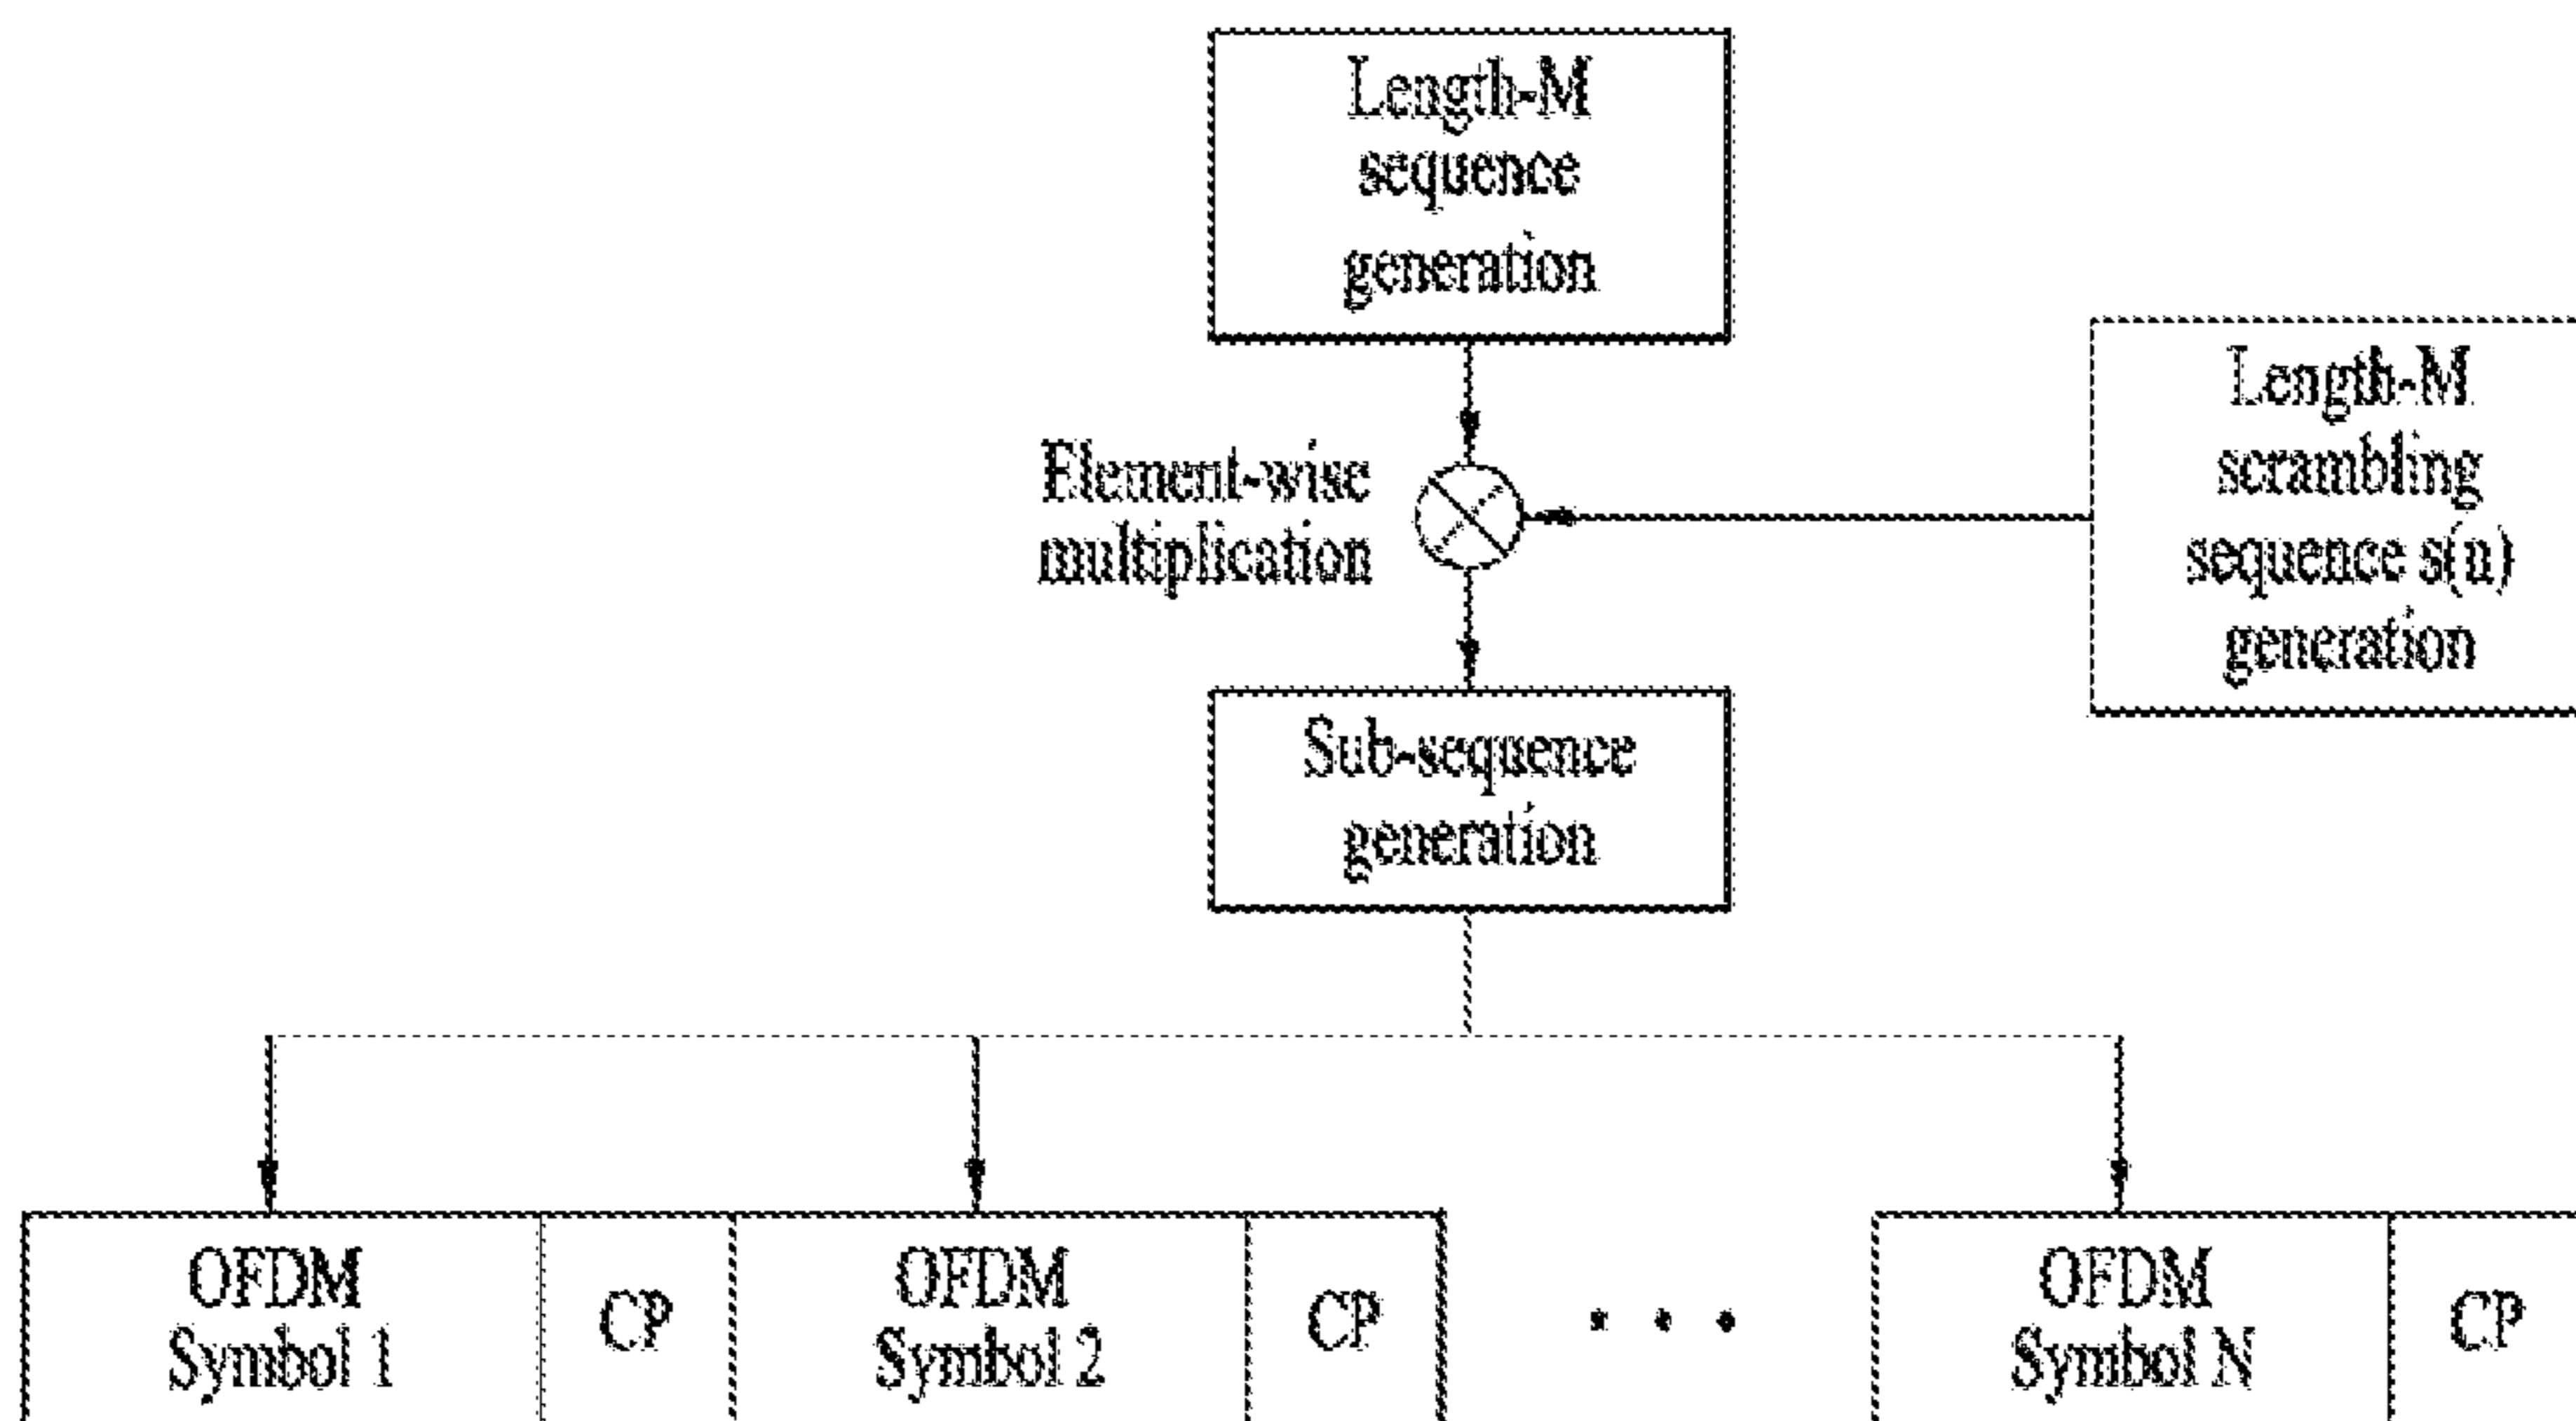 Length-M
sequence
generation
Length-M
scrambling
sequence s(n)
generation
Element-wise
multiplication
Sub-sequence
generation
OFDM
Symbol 1
CP
OFDM
Symbol 2
CP
• • •
OFDM
Symbol N
CP